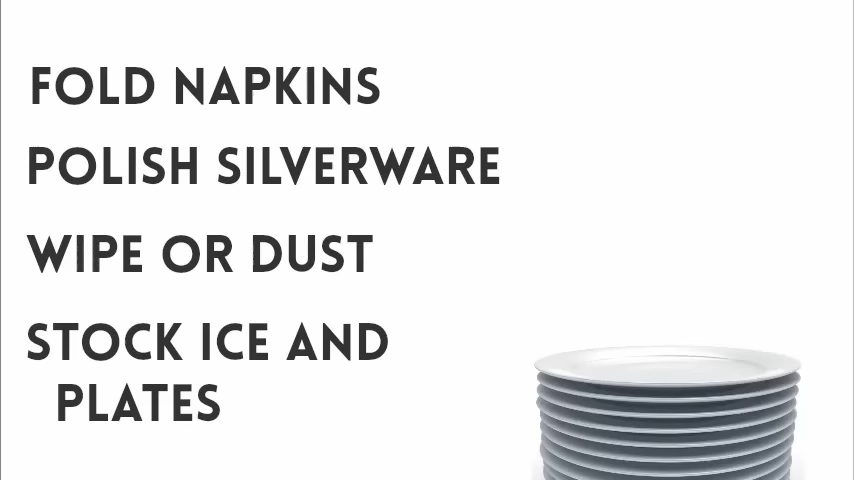 FOLD NAPKINS
POLISH SILVERWARE
WIPE OR DUST
STOCK ICE AND
PLATES